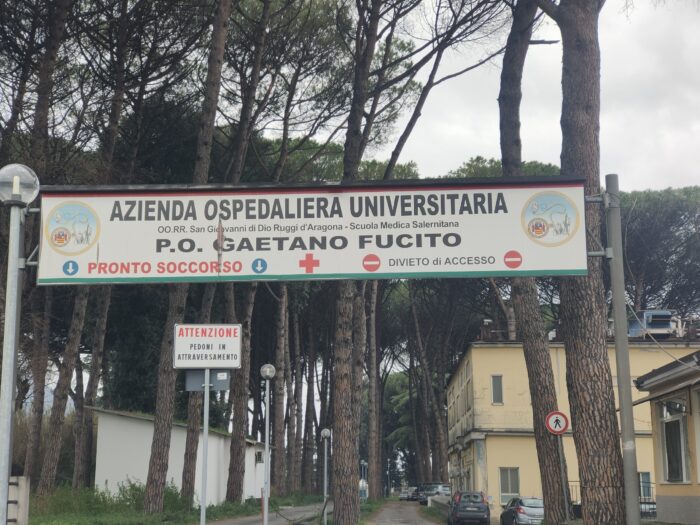 AZIENDA OSPEDALIERA UNIVERSITARIA
OO.RR. San Giovanni di Dio Ruggi d'Aragona - Scuola Medica Salernitana
P.O. GAETANO FUCITO
PRONTO SOCCORSO
DIVIETO di ACCESSO
ATTENZIONE
PEDONI IN
ATTRAVERSAMENTO